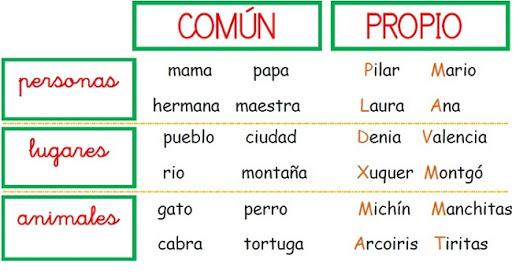 COMÚN PROPIO
personas
mama papa Pilar Mario
hermana maestra Laura Ana
lugares
pueblo ciudad Denia Valencia
rio montaña Xuquer Montgó
animales
gato perro Michín Manchitas
cabra tortuga Arcoiris Tiritas